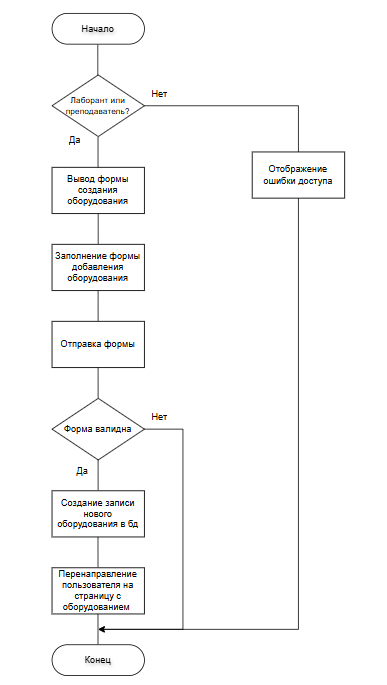 Начало
Нет
Лаборант или
преподаватель?
Да
Вывод формы
создания
оборудования
Отображение
ошибки доступа
Заполнение формы
добавления
оборудования
Отправка формы
Нет
Форма валидна
Да
Создание записи
нового
оборудования в бд
Перенаправление
пользователя на
страницу с
оборудованием
Конец